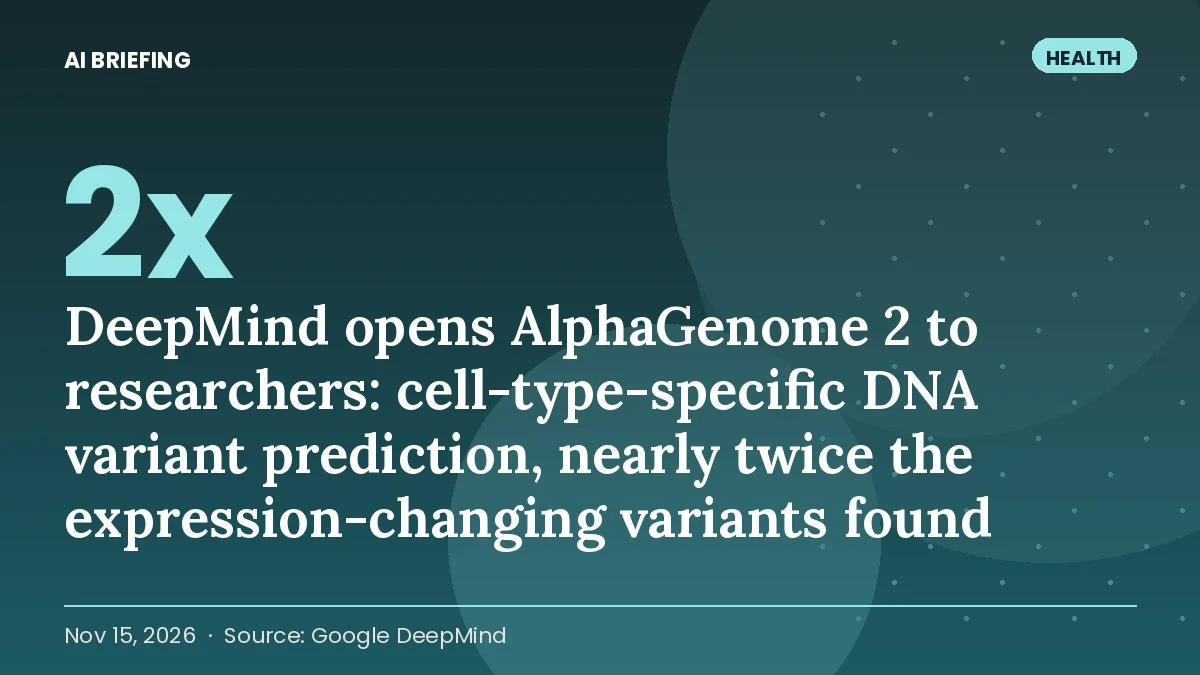 AI BRIEFING
HEALTH
2x
DeepMind opens AlphaGenome 2 to
researchers: cell-type-specific DNA
variant prediction, nearly twice the
expression-changing variants found
Nov 15, 2026 · Source: Google DeepMind